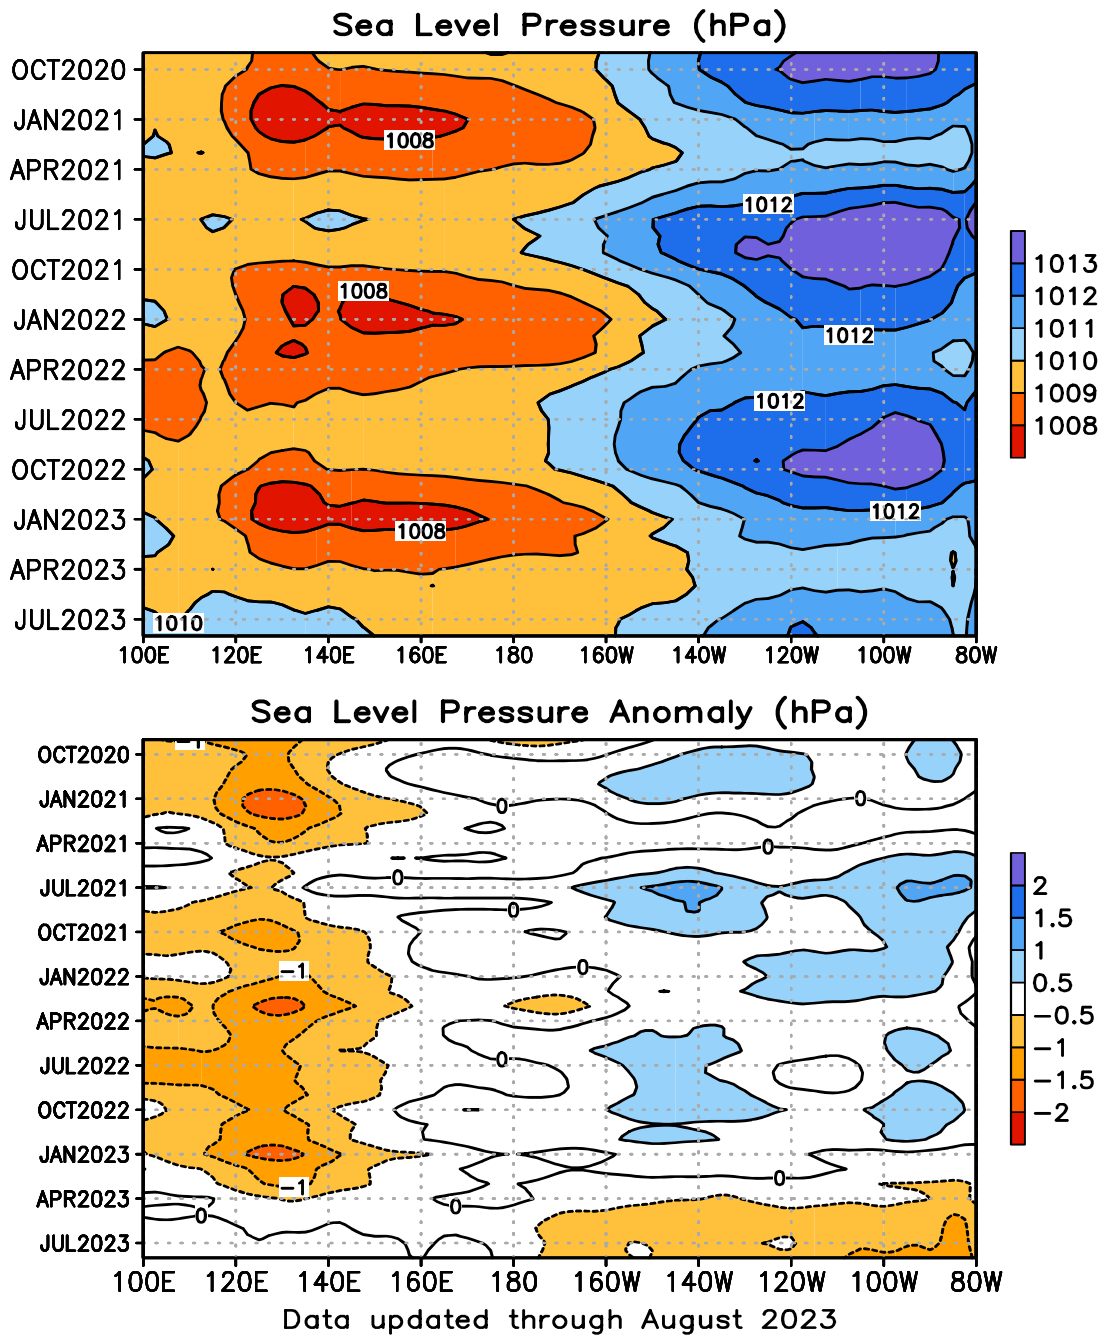 Sea Level Pressure (hPa)
OCT2020
JAN2021
1008
APR2021
1012
JUL2021
OCT2021
1013
1008
1012
JAN2022
1012
1011
1010
APR2022
1009
1012
JUL2022
1008
OCT2022
1012
JAN2023
1008
APR2023
JUL2023
1010
100E 120E 140E 160E 180 160W 140W 120W 100W 80W
Sea Level Pressure Anomaly (hPa)
-1
OCT2020
JAN2021
0 0
APR2021
0
0
JUL2021
2
0
1.5
OCT2021
1
-1 0
JAN2022
0.5
-0.5
APR2022
-1
0
JUL2022
-1.5
OCT2022
-2
JAN2023
0
-1
APR2023
0
0
JUL2023
100E 120E 140E 160E 180 160W 140W 120W 100W 80W
Data updated through August 2023